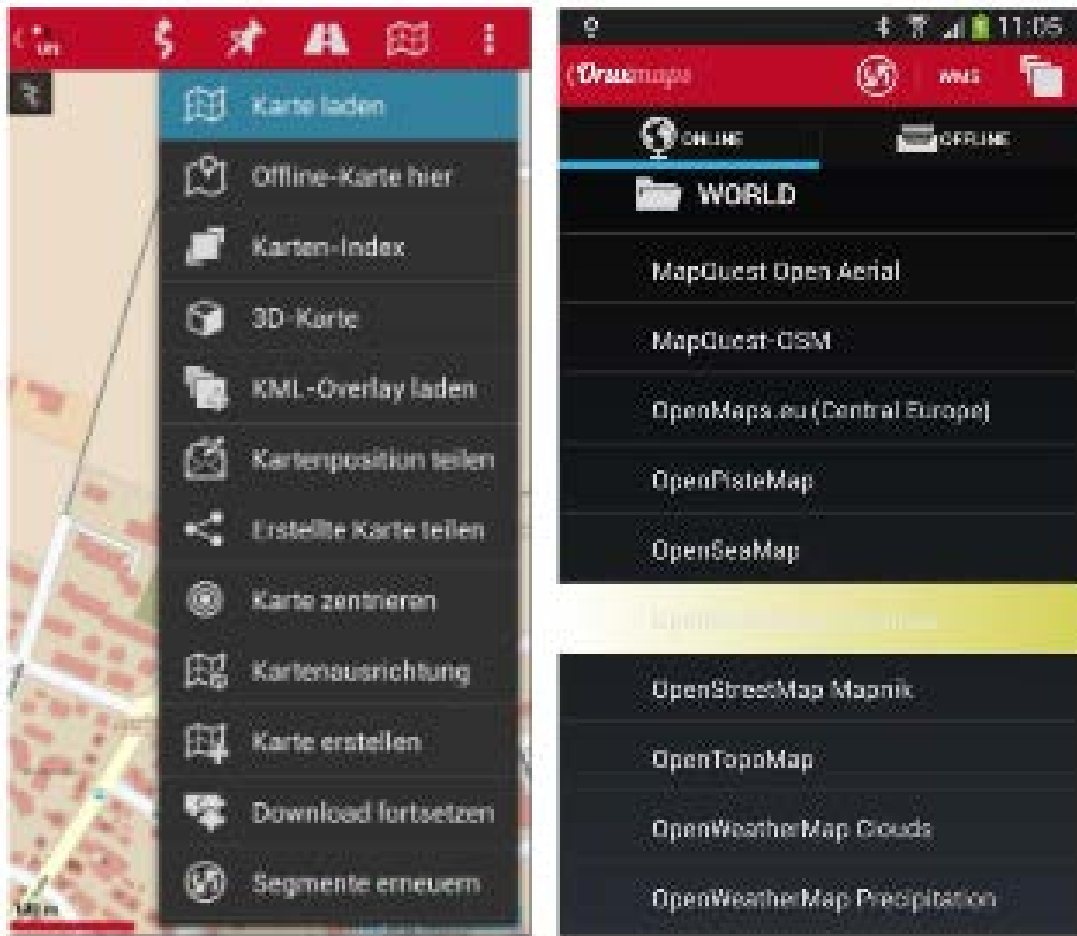 Karte laden
Offline-Karte hier
Karten-Index
3D-Karte
KML-Overlay laden
Kartenposition teilen
Erstellte Karte teilen
Karte zentrieren
Kartenausrichtung
Karte erstellen
Download fortsetzen
Segmente erneuern
11:05
Oruxmaps
WMS
ONLINE
OFFLINE
WORLD
MapQuest Open Aerial
MapQuest-OSM
OpenMaps.eu (Central Europe)
OpenPisteMap
OpenSeaMap
OpenStreetMap Mapnik
OpenTopoMap
OpenWeatherMap Clouds
OpenWeatherMap Precipitation